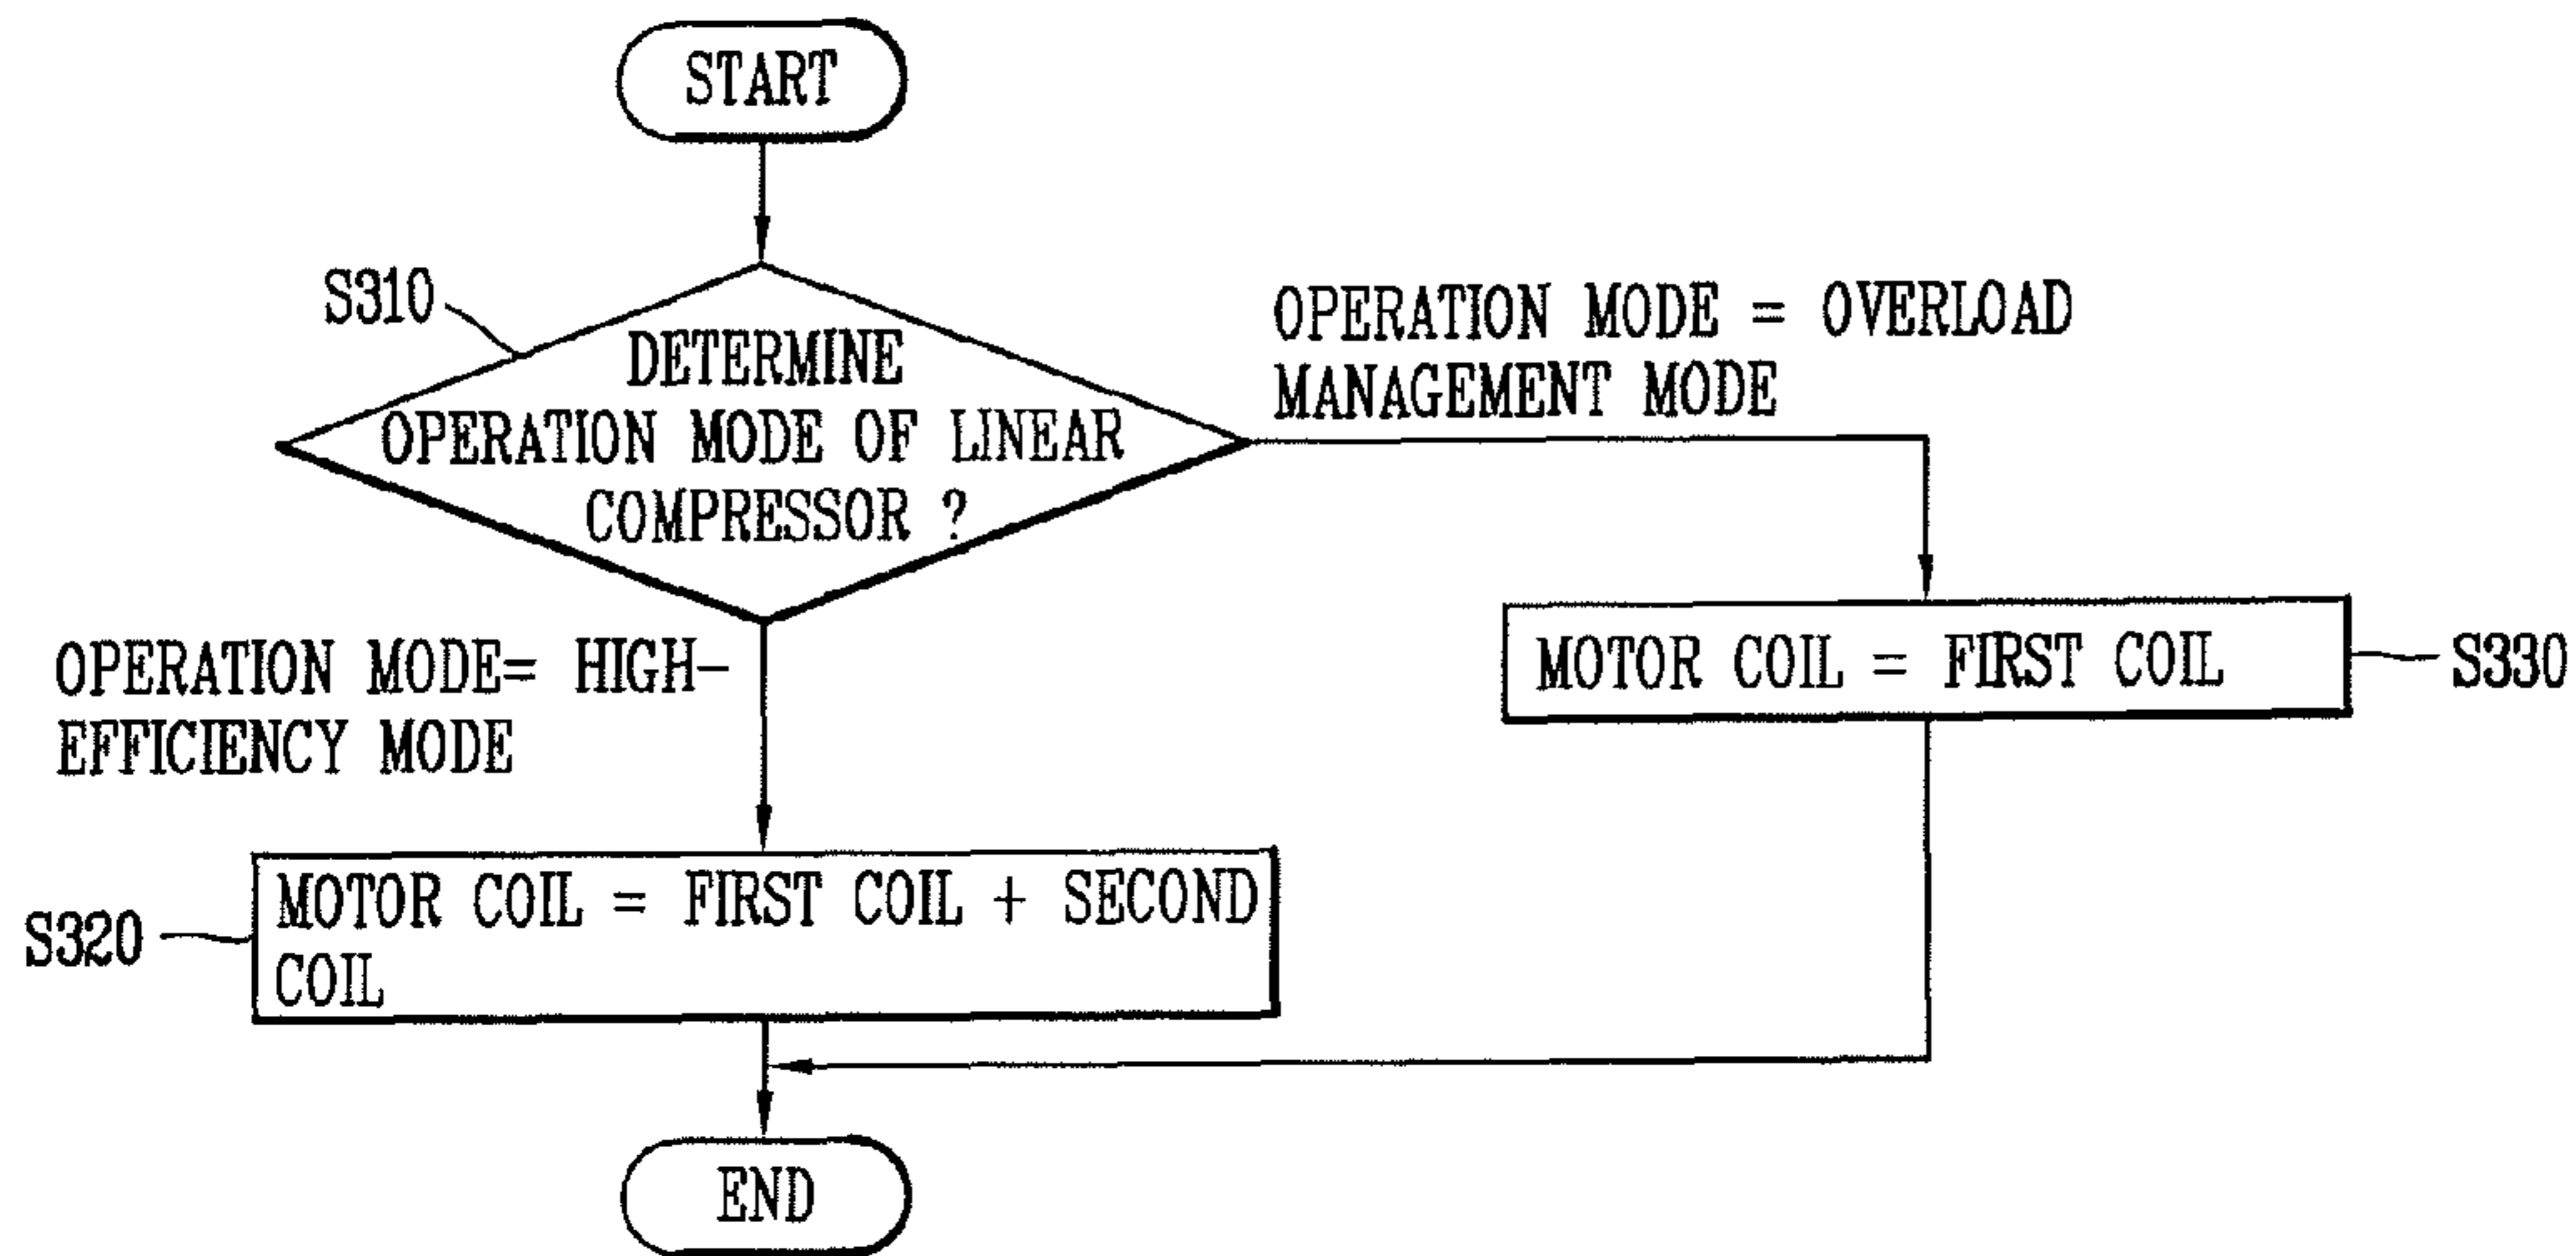 START
S310
DETERMINE
OPERATION MODE OF LINEAR
COMPRESSOR ?
OPERATION MODE = OVERLOAD
MANAGEMENT MODE
OPERATION MODE= HIGH-
EFFICIENCY MODE
MOTOR COIL = FIRST COIL
S330
MOTOR COIL = FIRST COIL + SECOND
COIL
S320
END